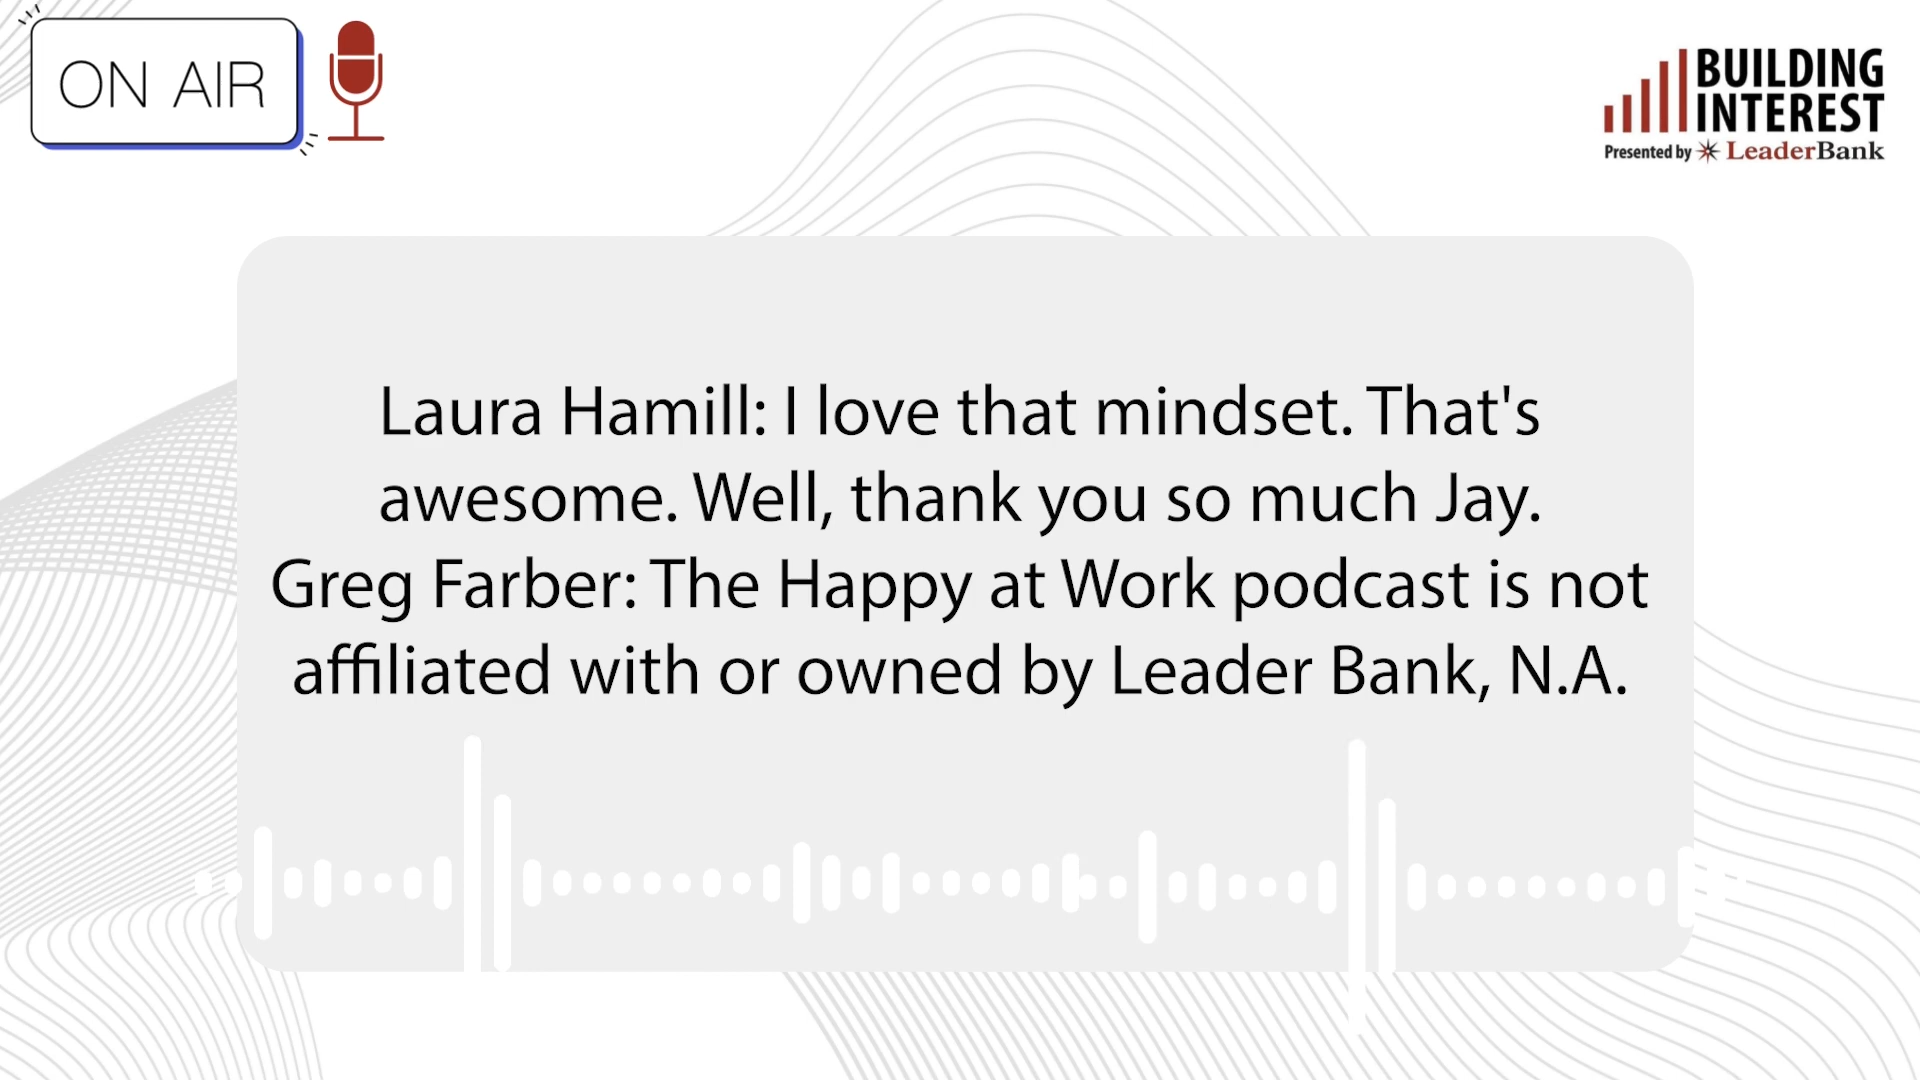 ON AIR
BUILDING
INTEREST
Presented by LeaderBank
Laura Hamill: I love that mindset. That's
awesome. Well, thank you so much Jay.
Greg Farber: The Happy at Work podcast is not
affiliated with or owned by Leader Bank, N.A.